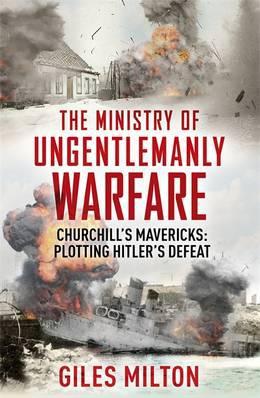 THE MINISTRY OF
UNGENTLEMANLY
WARFARE
CHURCHILL'S MAVERICKS:
PLOTTING HITLER'S DEFEAT
GILES MILTON